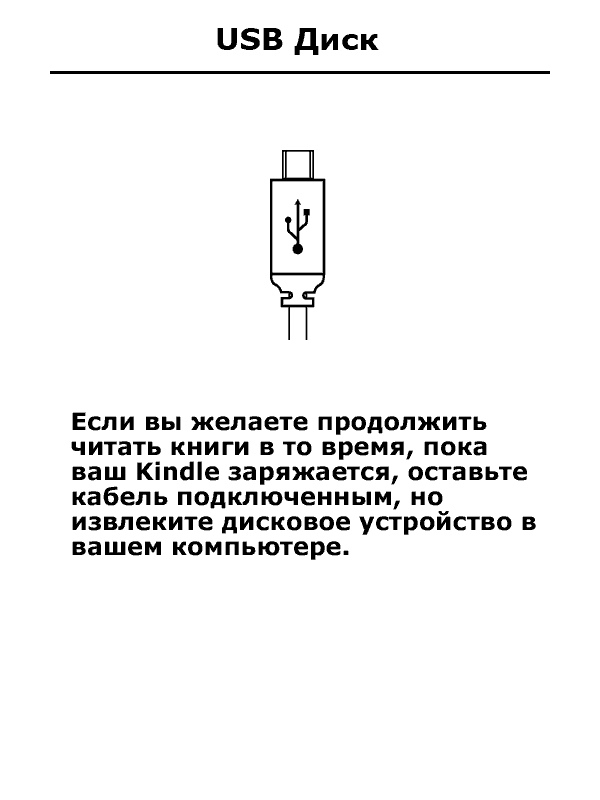 USB Диск
Если вы желаете продолжить
читать книги в то время, пока
ваш Kindle заряжается, оставьте
кабель подключенным, но
извлеките дисковое устройство в
вашем компьютере.